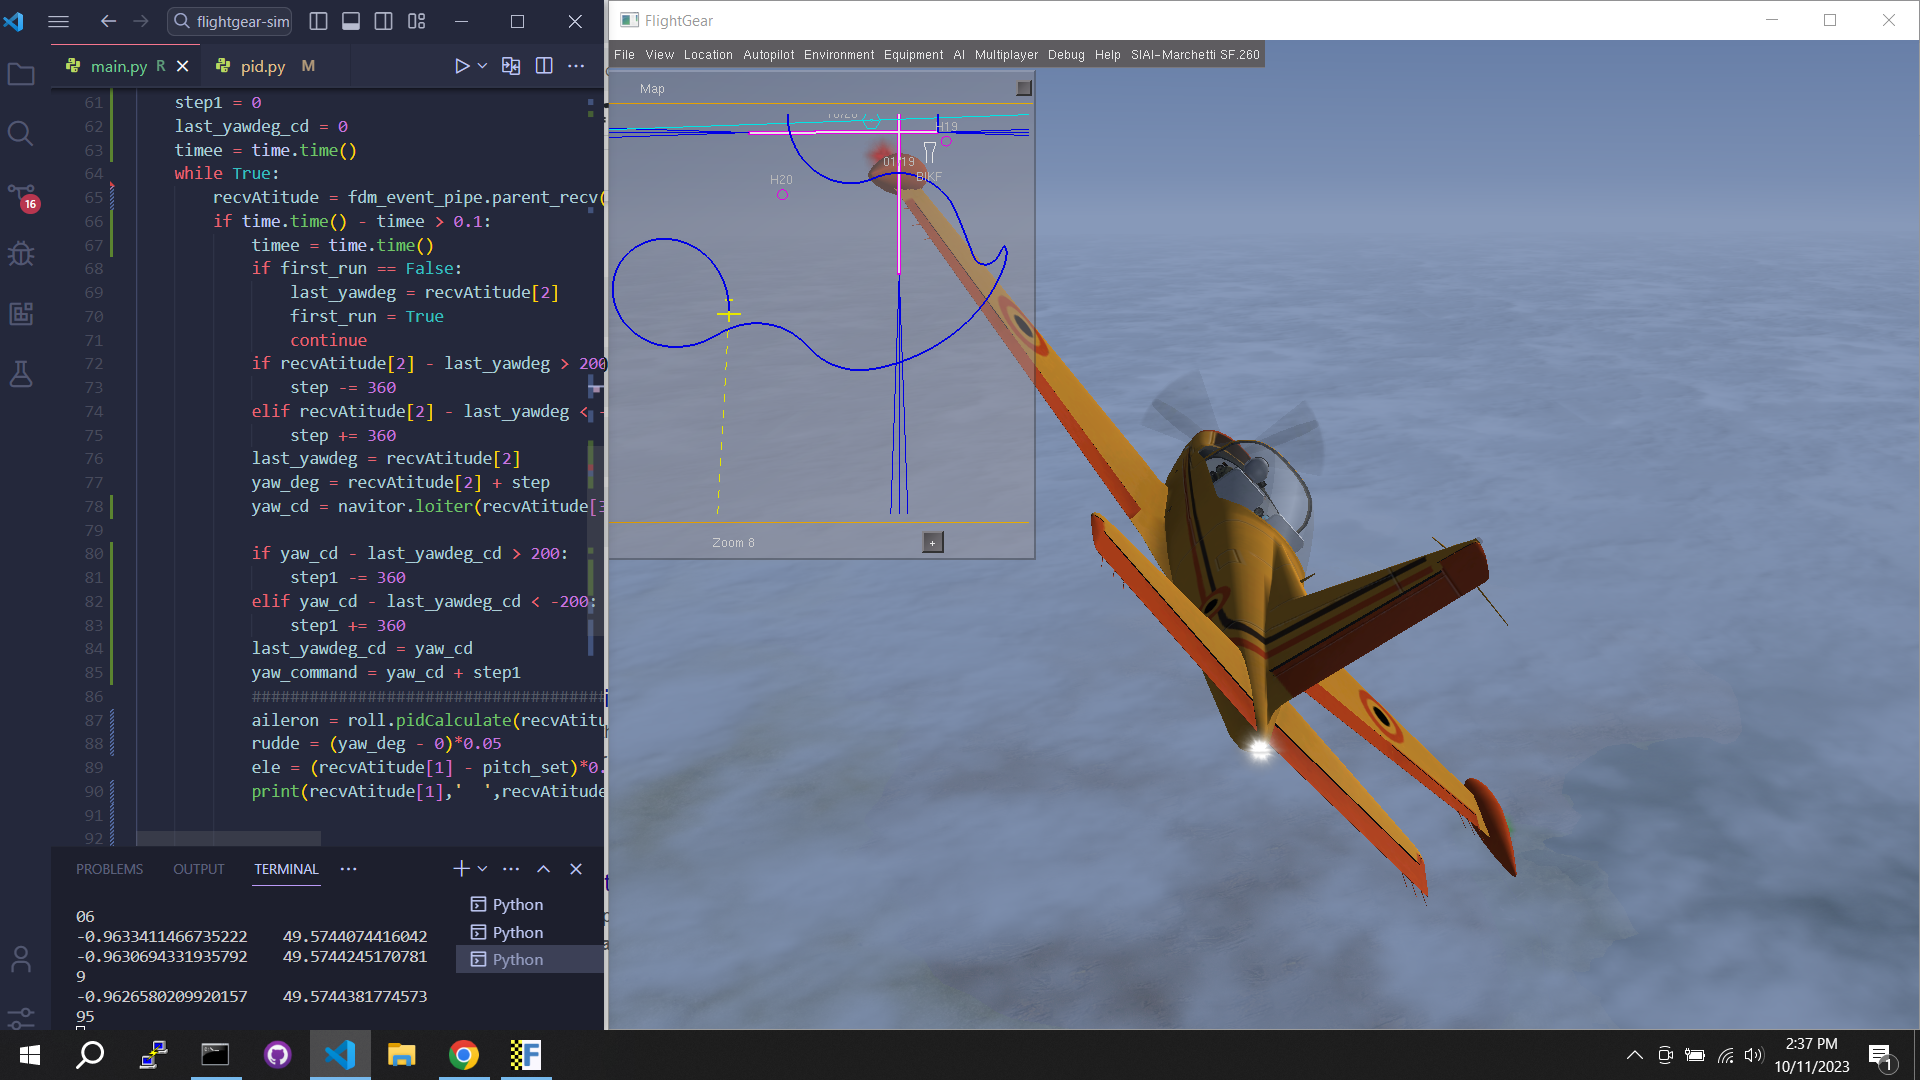 flightgear-sim
main.py R
pid.py M
61 step1 = 0
62 last_yawdeg_cd = 0
63 timee = time.time()
64 while True:
65 recvAtitude = fdm_event_pipe.parent_recv(
66 if time.time() - timee > 0.1:
67 timee = time.time()
68 if first_run == False:
69 last_yawdeg = recvAtitude[2]
70 first_run = True
71 continue
72 if recvAtitude[2] - last_yawdeg > 200
73 step -= 360
74 elif recvAtitude[2] - last_yawdeg < -
75 step += 360
76 last_yawdeg = recvAtitude[2]
77 yaw_deg = recvAtitude[2] + step
78 yaw_cd = navitor.loiter(recvAtitude[3
79
80 if yaw_cd - last_yawdeg_cd > 200:
81 step1 -= 360
82 elif yaw_cd - last_yawdeg_cd < -200:
83 step1 += 360
84 last_yawdeg_cd = yaw_cd
85 yaw_command = yaw_cd + step1
86 #####################################
87 aileron = roll.pidCalculate(recvAtitu
88 rudde = (yaw_deg - 0)*0.05
89 ele = (recvAtitude[1] - pitch_set)*0.
90 print(recvAtitude[1],'  ',recvAtitude
91
92
16
PROBLEMS OUTPUT TERMINAL
06
-0.9633411466735222 49.5744074416042
-0.9630694331935792 49.5744245170781
9
-0.9626580209920157 49.5744381774573
95
Python
Python
Python
FlightGear
File View Location Autopilot Environment Equipment AI Multiplayer Debug Help SIAI-Marchetti SF.260
Map
H19
01/19
BIKF
H20
Zoom 8
+
2:37 PM
10/11/2023
1